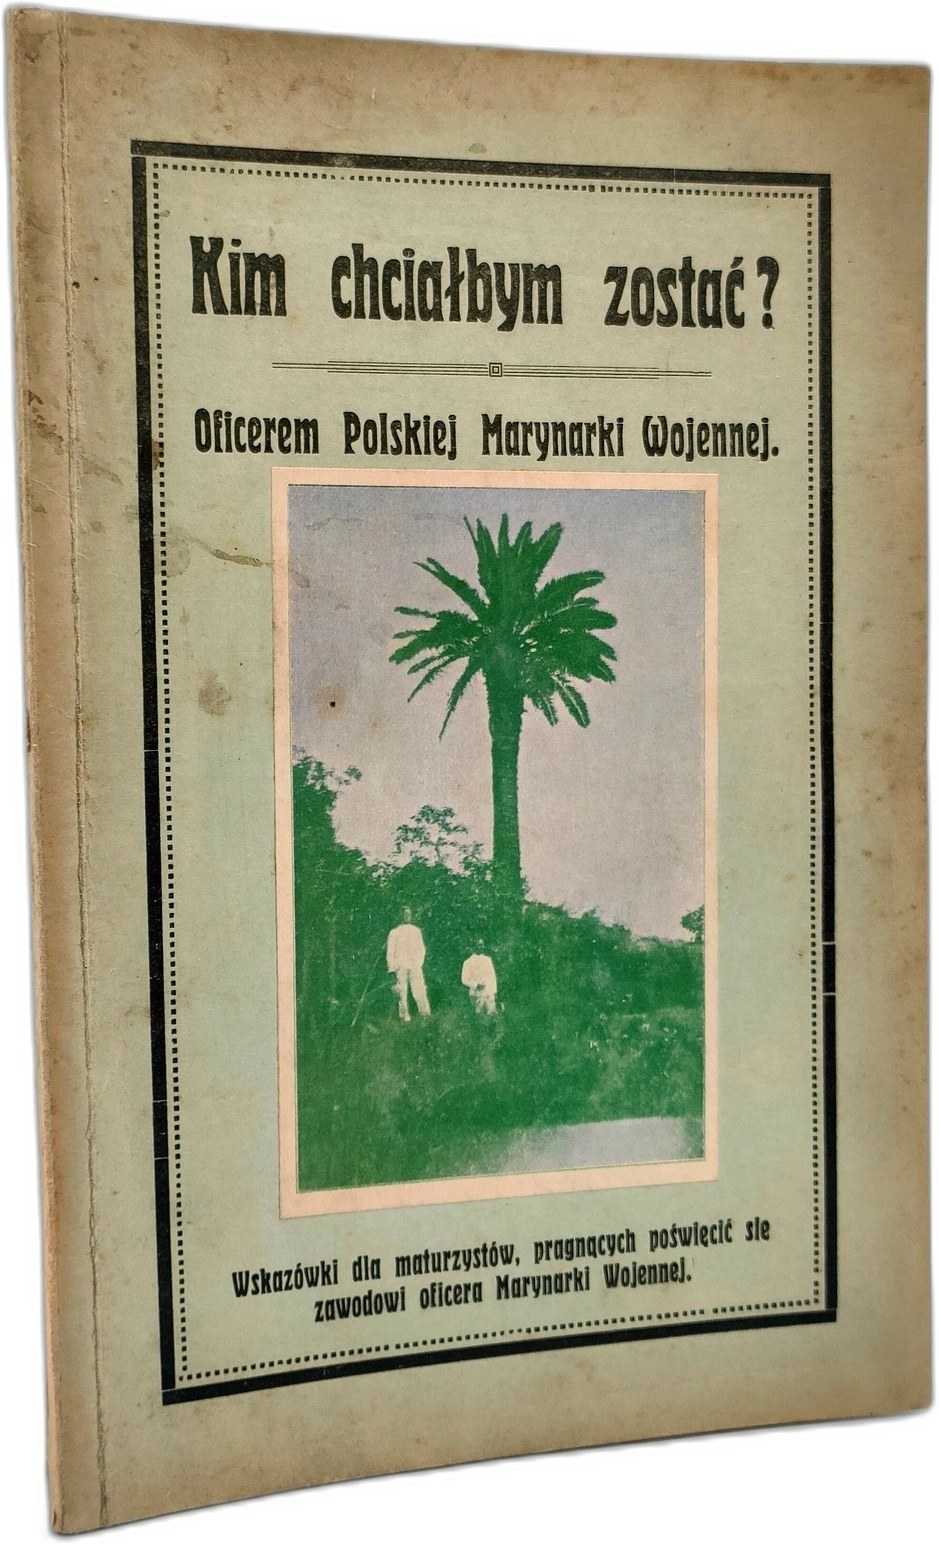 Kim chciałbym zostać?
Oficerem Polskiej Marynarki Wojennej.
Wskazówki dla maturzystów, pragnących poświęcić się
zawodowi oficera Marynarki Wojennej.